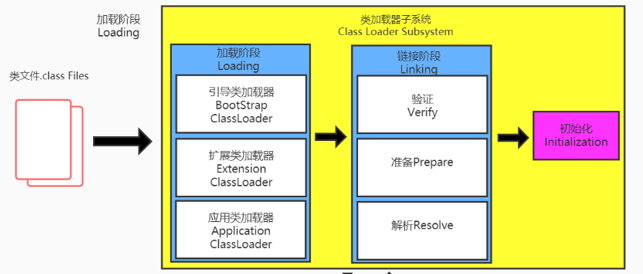 加载阶段
Loading
类文件.class Files
类加载器子系统
Class Loader Subsystem
加载阶段
Loading
引导类加载器
BootStrap
ClassLoader
扩展类加载器
Extension
ClassLoader
应用类加载器
Application
ClassLoader
链接阶段
Linking
验证
Verify
准备Prepare
解析Resolve
初始化
Initialization